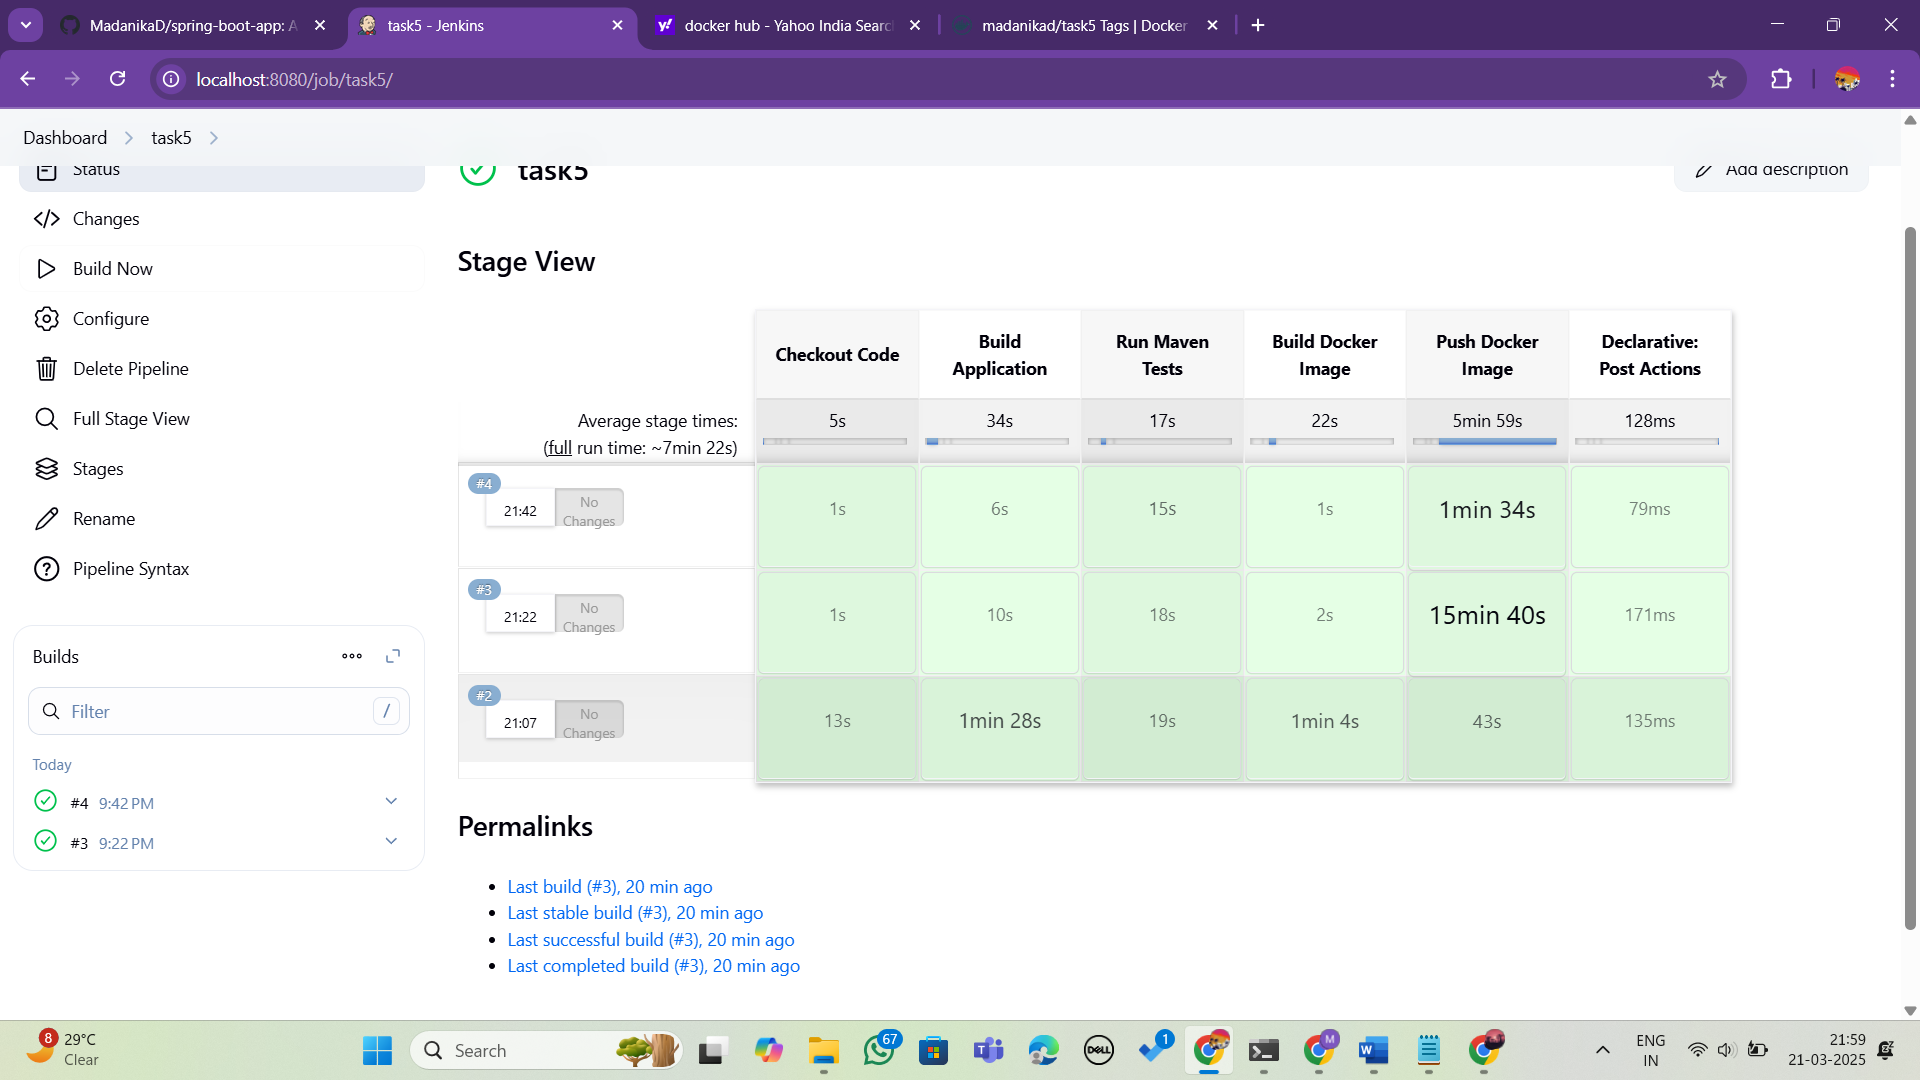 MadanikaD/spring-boot-app: A
task5 - Jenkins
docker hub - Yahoo India Searc
madanikad/task5 Tags | Docker
localhost:8080/job/task5/
Dashboard
task5
Status
Changes
Build Now
Configure
Delete Pipeline
Full Stage View
Stages
Rename
Pipeline Syntax
Builds
Filter
/
Today
#4 9:42 PM
#3 9:22 PM
task5
Add description
Stage View
Checkout Code
Build
Application
Run Maven
Tests
Build Docker
Image
Push Docker
Image
Declarative:
Post Actions
Average stage times:
(full run time: ~7min 22s)
5s
34s
17s
22s
5min 59s
128ms
#4
21:42
No
Changes
1s
6s
15s
1s
1min 34s
79ms
#3
21:22
No
Changes
1s
10s
18s
2s
15min 40s
171ms
#2
21:07
No
Changes
13s
1min 28s
19s
1min 4s
43s
135ms
Permalinks
Last build (#3), 20 min ago
Last stable build (#3), 20 min ago
Last successful build (#3), 20 min ago
Last completed build (#3), 20 min ago
8
29°C
Clear
Search
67
DELL
1
M
ENG
IN
21:59
21-03-2025